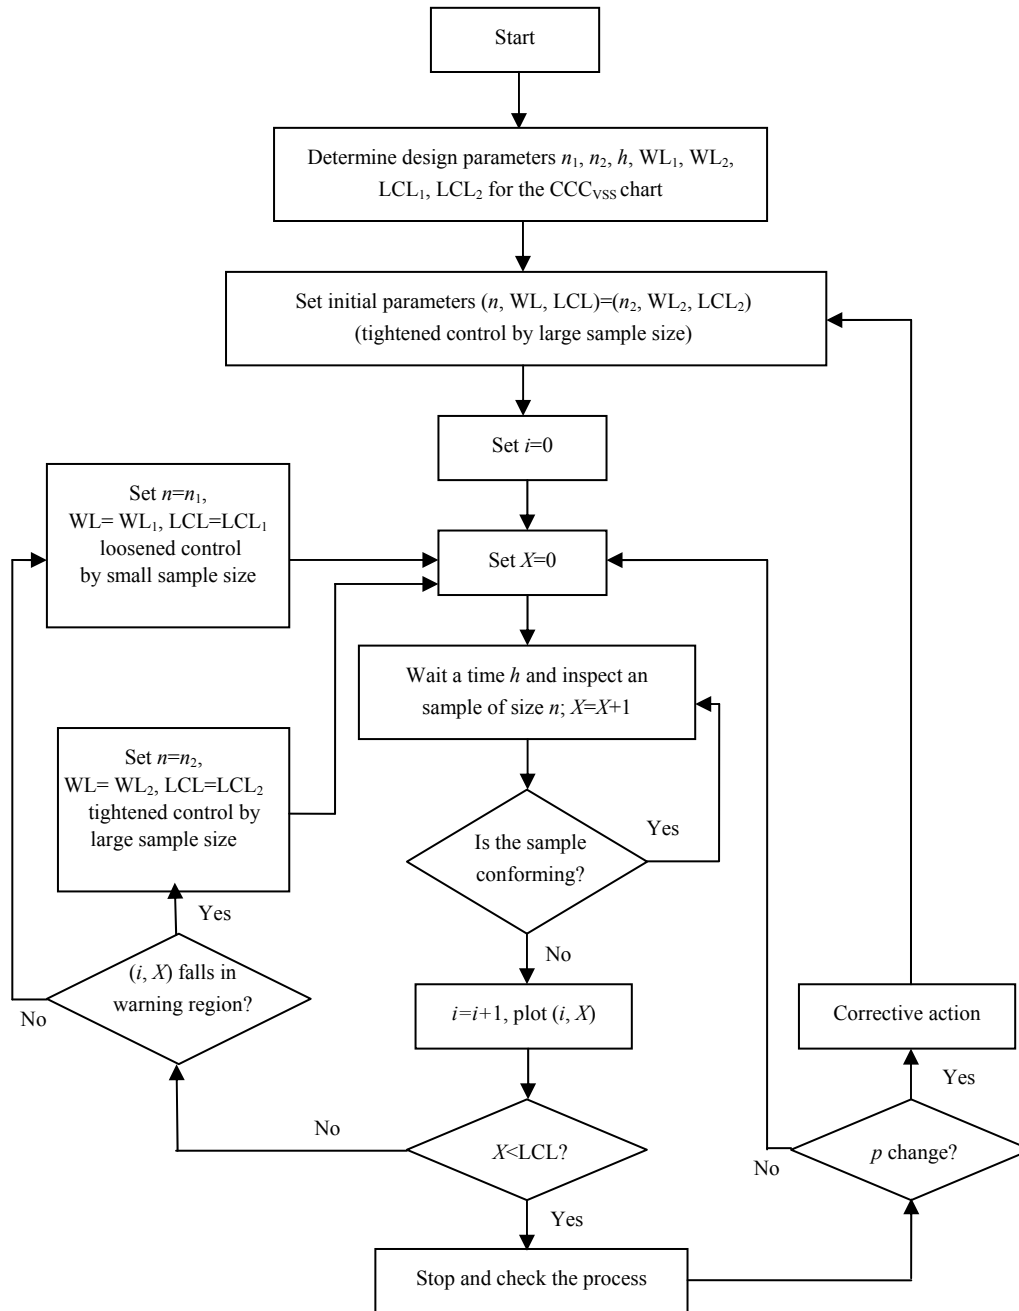 Start
Determine design parameters n₁, n₂, h, WL₁, WL₂,
LCL₁, LCL₂ for the CCC_VSS chart
Set initial parameters (n, WL, LCL)=(n₂, WL₂, LCL₂)
(tightened control by large sample size)
Set i=0
Set n=n₁,
WL= WL₁, LCL=LCL₁
loosened control
by small sample size
Set X=0
Wait a time h and inspect an
sample of size n; X=X+1
Set n=n₂,
WL= WL₂, LCL=LCL₂
tightened control by
large sample size
Is the sample
conforming?
Yes
No
Yes
(i, X) falls in
warning region?
No
i=i+1, plot (i, X)
Corrective action
Yes
No
X<LCL?
Yes
p change?
No
Stop and check the process